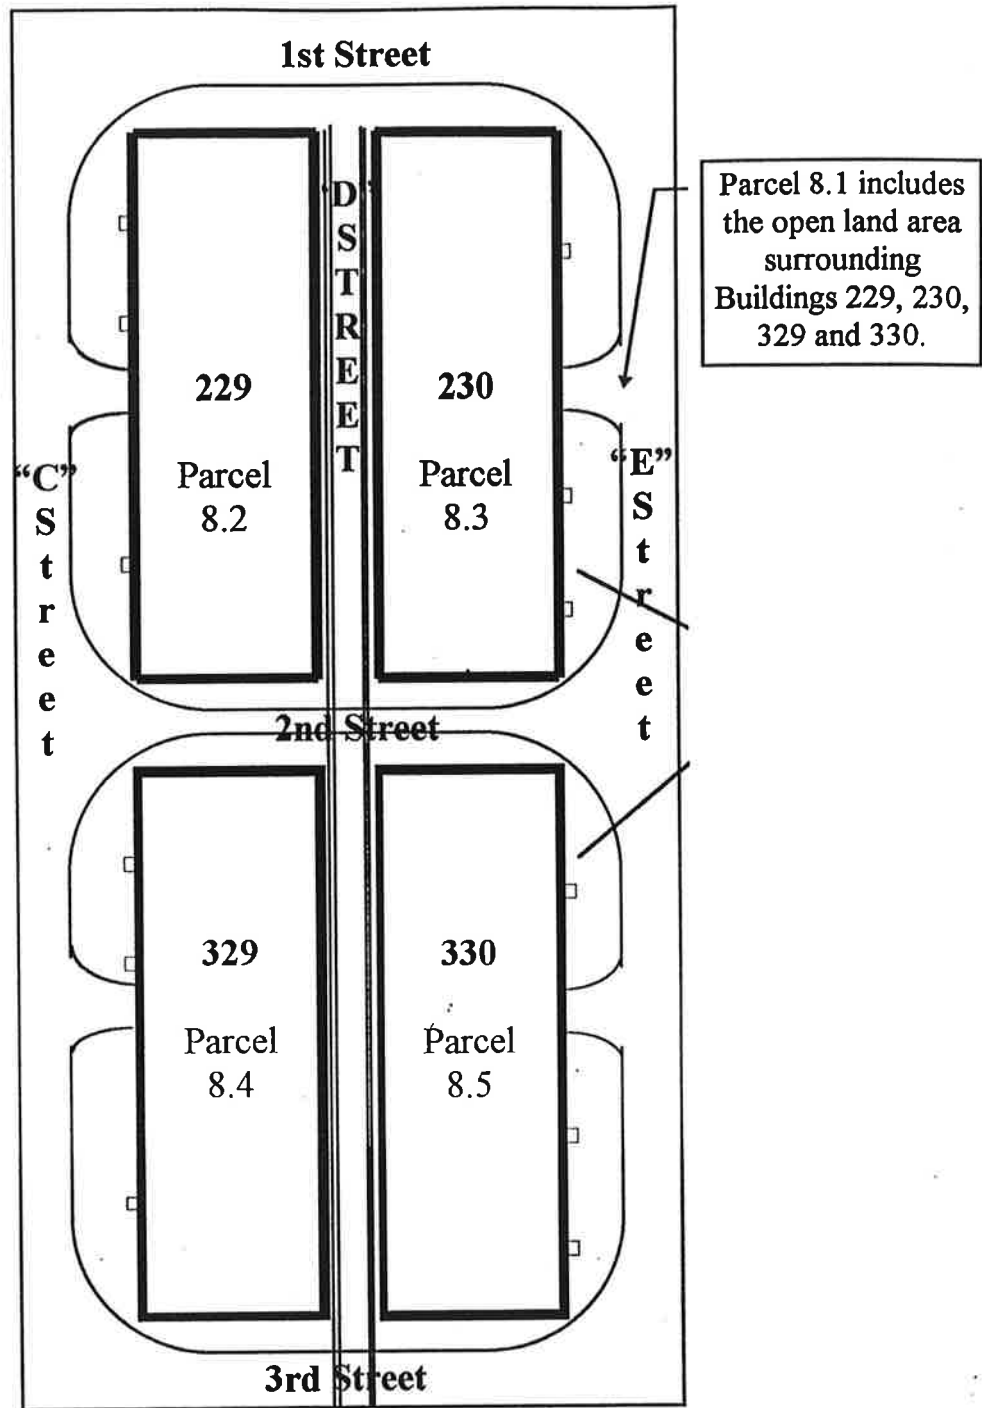 1st Street
"D"
S
T
R
E
E
T
Parcel 8.1 includes
the open land area
surrounding
Buildings 229, 230,
329 and 330.
229
Parcel
8.2
230
Parcel
8.3
"C"
S
t
r
e
e
t
"E"
S
t
r
e
e
t
2nd Street
329
Parcel
8.4
330
Parcel
8.5
3rd Street